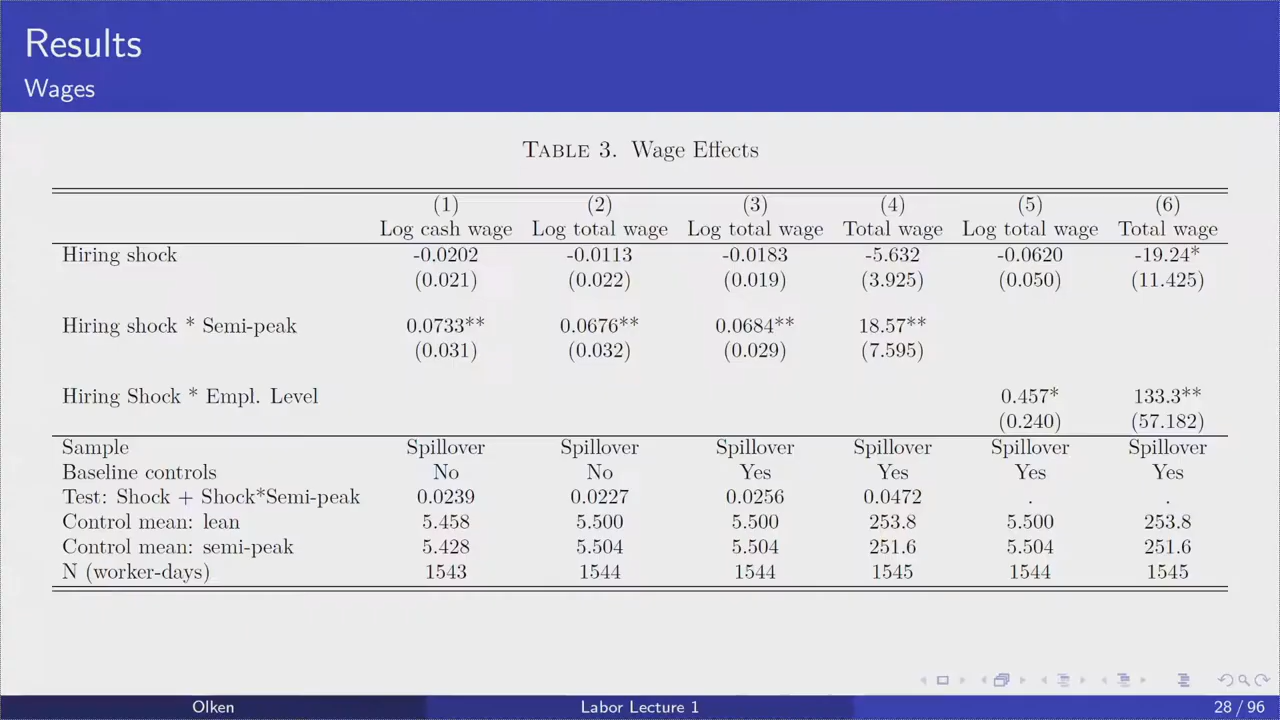 Results
Wages
TABLE 3. Wage Effects
(1) (2) (3) (4) (5) (6)
Log cash wage Log total wage Log total wage Total wage Log total wage Total wage
Hiring shock -0.0202 -0.0113 -0.0183 -5.632 -0.0620 -19.24*
(0.021) (0.022) (0.019) (3.925) (0.050) (11.425)
Hiring shock * Semi-peak 0.0733** 0.0676** 0.0684** 18.57**
(0.031) (0.032) (0.029) (7.595)
Hiring Shock * Empl. Level 0.457* 133.3**
(0.240) (57.182)
Sample Spillover Spillover Spillover Spillover Spillover Spillover
Baseline controls No No Yes Yes Yes Yes
Test: Shock + Shock*Semi-peak 0.0239 0.0227 0.0256 0.0472 . .
Control mean: lean 5.458 5.500 5.500 253.8 5.500 253.8
Control mean: semi-peak 5.428 5.504 5.504 251.6 5.504 251.6
N (worker-days) 1543 1544 1544 1545 1544 1545
Olken Labor Lecture 1 28 / 96